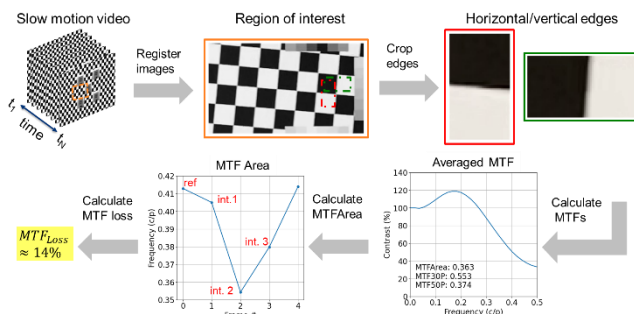 Slow motion video
Region of interest
Horizontal/vertical edges
Register
images
Crop
edges
t1
time
tN
MTF Area
Averaged MTF
Calculate
MTF loss
Calculate
MTFArea
Calculate
MTFs
MTFLoss
≈ 14%
Frequency (c/p)
0.42
0.41
0.40
0.39
0.38
0.37
0.36
0.35
ref
int.1
int. 2
int. 3
0
1
2
3
4
Contrast (%)
140
120
100
80
60
40
20
0
MTFArea: 0.363
MTF30P: 0.553
MTF50P: 0.374
0.0
0.1
0.2
0.3
0.4
0.5
Frequency (c/p)